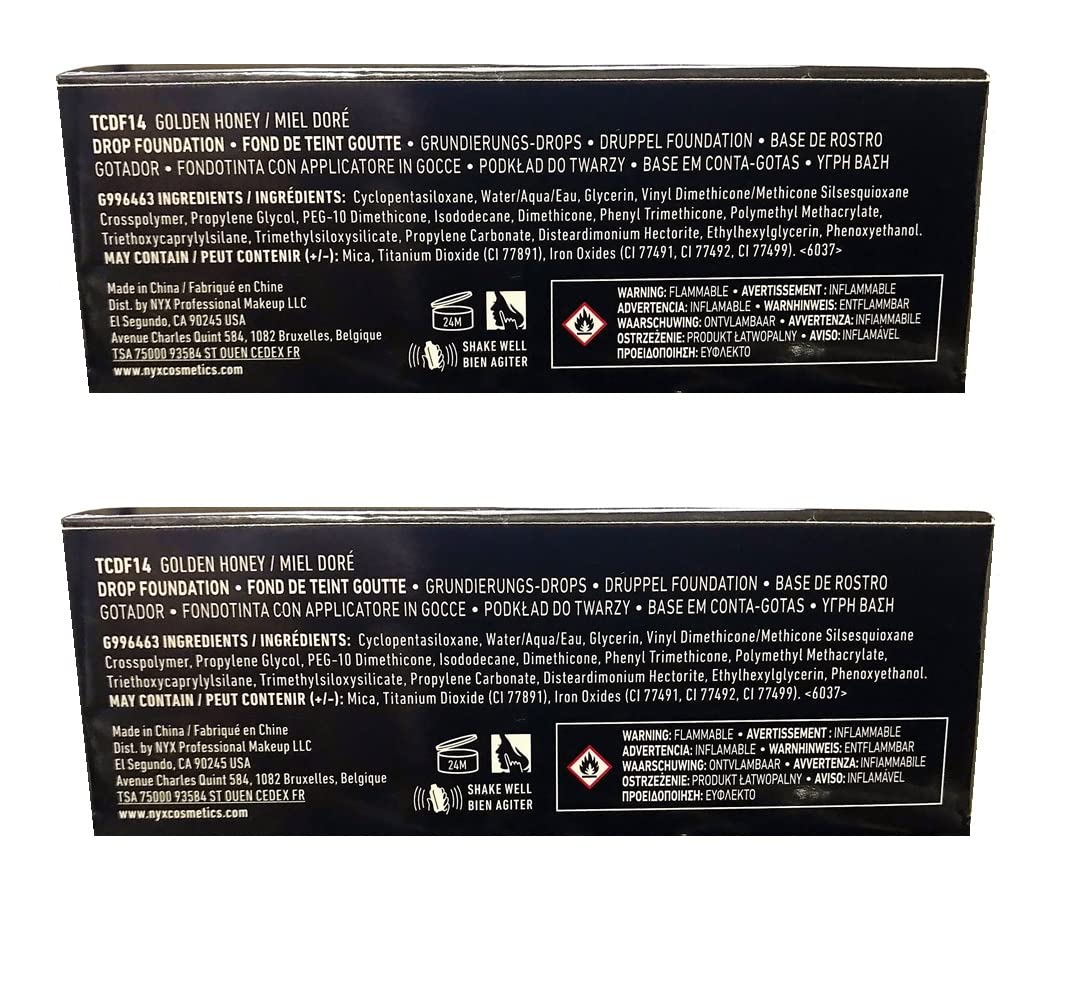 TCDF14 GOLDEN HONEY / MIEL DORÉ
DROP FOUNDATION • FOND DE TEINT GOUTTE • GRUNDIERUNGS-DROPS • DRUPPEL FOUNDATION • BASE DE ROSTRO
GOTADOR • FONDOTINTA CON APPLICATORE IN GOCCE • PODKŁAD DO TWARZY • BASE EM CONTA-GOTAS • ΥΓΡΗ ΒΑΣΗ
G996463 INGREDIENTS / INGRÉDIENTS: Cyclopentasiloxane, Water/Aqua/Eau, Glycerin, Vinyl Dimethicone/Methicone Silsesquioxane
Crosspolymer, Propylene Glycol, PEG-10 Dimethicone, Isododecane, Dimethicone, Phenyl Trimethicone, Polymethyl Methacrylate,
Triethoxycaprylylsilane, Trimethylsiloxysilicate, Propylene Carbonate, Disteardimonium Hectorite, Ethylhexylglycerin, Phenoxyethanol.
MAY CONTAIN / PEUT CONTENIR (+/-): Mica, Titanium Dioxide (CI 77891), Iron Oxides (CI 77491, CI 77492, CI 77499). <6037>
Made in China / Fabriqué en Chine
Dist. by NYX Professional Makeup LLC
El Segundo, CA 90245 USA
Avenue Charles Quint 584, 1082 Bruxelles, Belgique
TSA 75000 93584 ST OUEN CEDEX FR
www.nyxcosmetics.com
24M
SHAKE WELL
BIEN AGITER
WARNING: FLAMMABLE • AVERTISSEMENT : INFLAMMABLE
ADVERTENCIA: INFLAMABLE • WARNHINWEIS: ENTFLAMMBAR
WAARSCHUWING: ONTVLAMBAAR • AVVERTENZA: INFIAMMABILE
OSTRZEŻENIE: PRODUKT ŁATWOPALNY • AVISO: INFLAMÁVEL
ΠΡΟΕΙΔΟΠΟΙΗΣΗ: ΕΥΦΛΕΚΤΟ
TCDF14 GOLDEN HONEY / MIEL DORÉ
DROP FOUNDATION • FOND DE TEINT GOUTTE • GRUNDIERUNGS-DROPS • DRUPPEL FOUNDATION • BASE DE ROSTRO
GOTADOR • FONDOTINTA CON APPLICATORE IN GOCCE • PODKŁAD DO TWARZY • BASE EM CONTA-GOTAS • ΥΓΡΗ ΒΑΣΗ
G996463 INGREDIENTS / INGRÉDIENTS: Cyclopentasiloxane, Water/Aqua/Eau, Glycerin, Vinyl Dimethicone/Methicone Silsesquioxane
Crosspolymer, Propylene Glycol, PEG-10 Dimethicone, Isododecane, Dimethicone, Phenyl Trimethicone, Polymethyl Methacrylate,
Triethoxycaprylylsilane, Trimethylsiloxysilicate, Propylene Carbonate, Disteardimonium Hectorite, Ethylhexylglycerin, Phenoxyethanol.
MAY CONTAIN / PEUT CONTENIR (+/-): Mica, Titanium Dioxide (CI 77891), Iron Oxides (CI 77491, CI 77492, CI 77499). <6037>
Made in China / Fabriqué en Chine
Dist. by NYX Professional Makeup LLC
El Segundo, CA 90245 USA
Avenue Charles Quint 584, 1082 Bruxelles, Belgique
TSA 75000 93584 ST OUEN CEDEX FR
www.nyxcosmetics.com
24M
SHAKE WELL
BIEN AGITER
WARNING: FLAMMABLE • AVERTISSEMENT : INFLAMMABLE
ADVERTENCIA: INFLAMABLE • WARNHINWEIS: ENTFLAMMBAR
WAARSCHUWING: ONTVLAMBAAR • AVVERTENZA: INFIAMMABILE
OSTRZEŻENIE: PRODUKT ŁATWOPALNY • AVISO: INFLAMÁVEL
ΠΡΟΕΙΔΟΠΟΙΗΣΗ: ΕΥΦΛΕΚΤΟ